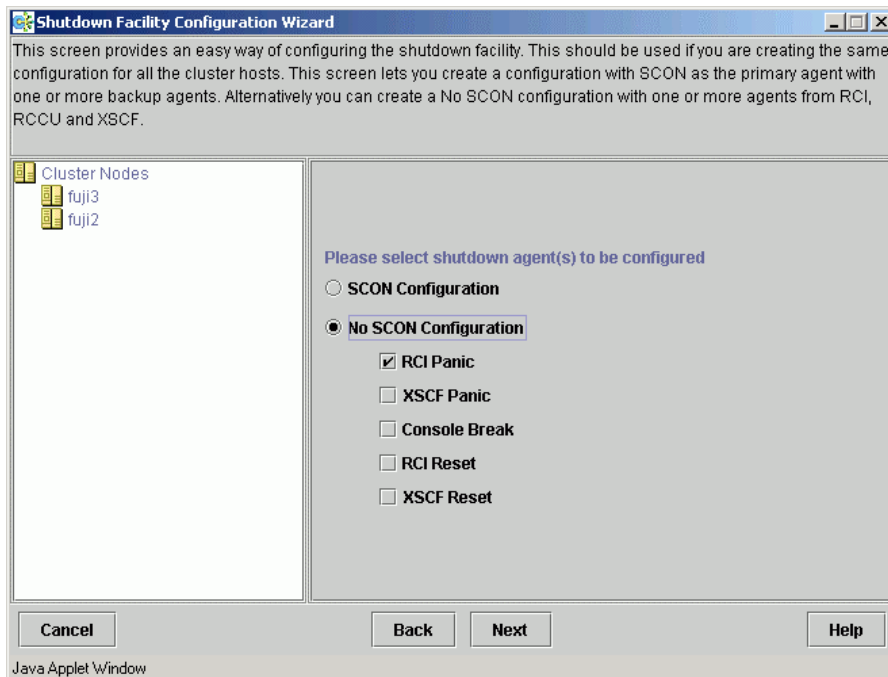 Shutdown Facility Configuration Wizard
This screen provides an easy way of configuring the shutdown facility. This should be used if you are creating the same
configuration for all the cluster hosts. This screen lets you create a configuration with SCON as the primary agent with
one or more backup agents. Alternatively you can create a No SCON configuration with one or more agents from RCI,
RCCU and XSCF.
Cluster Nodes
fuji3
fuji2
Please select shutdown agent(s) to be configured
SCON Configuration
No SCON Configuration
RCI Panic
XSCF Panic
Console Break
RCI Reset
XSCF Reset
Cancel
Back
Next
Help
Java Applet Window